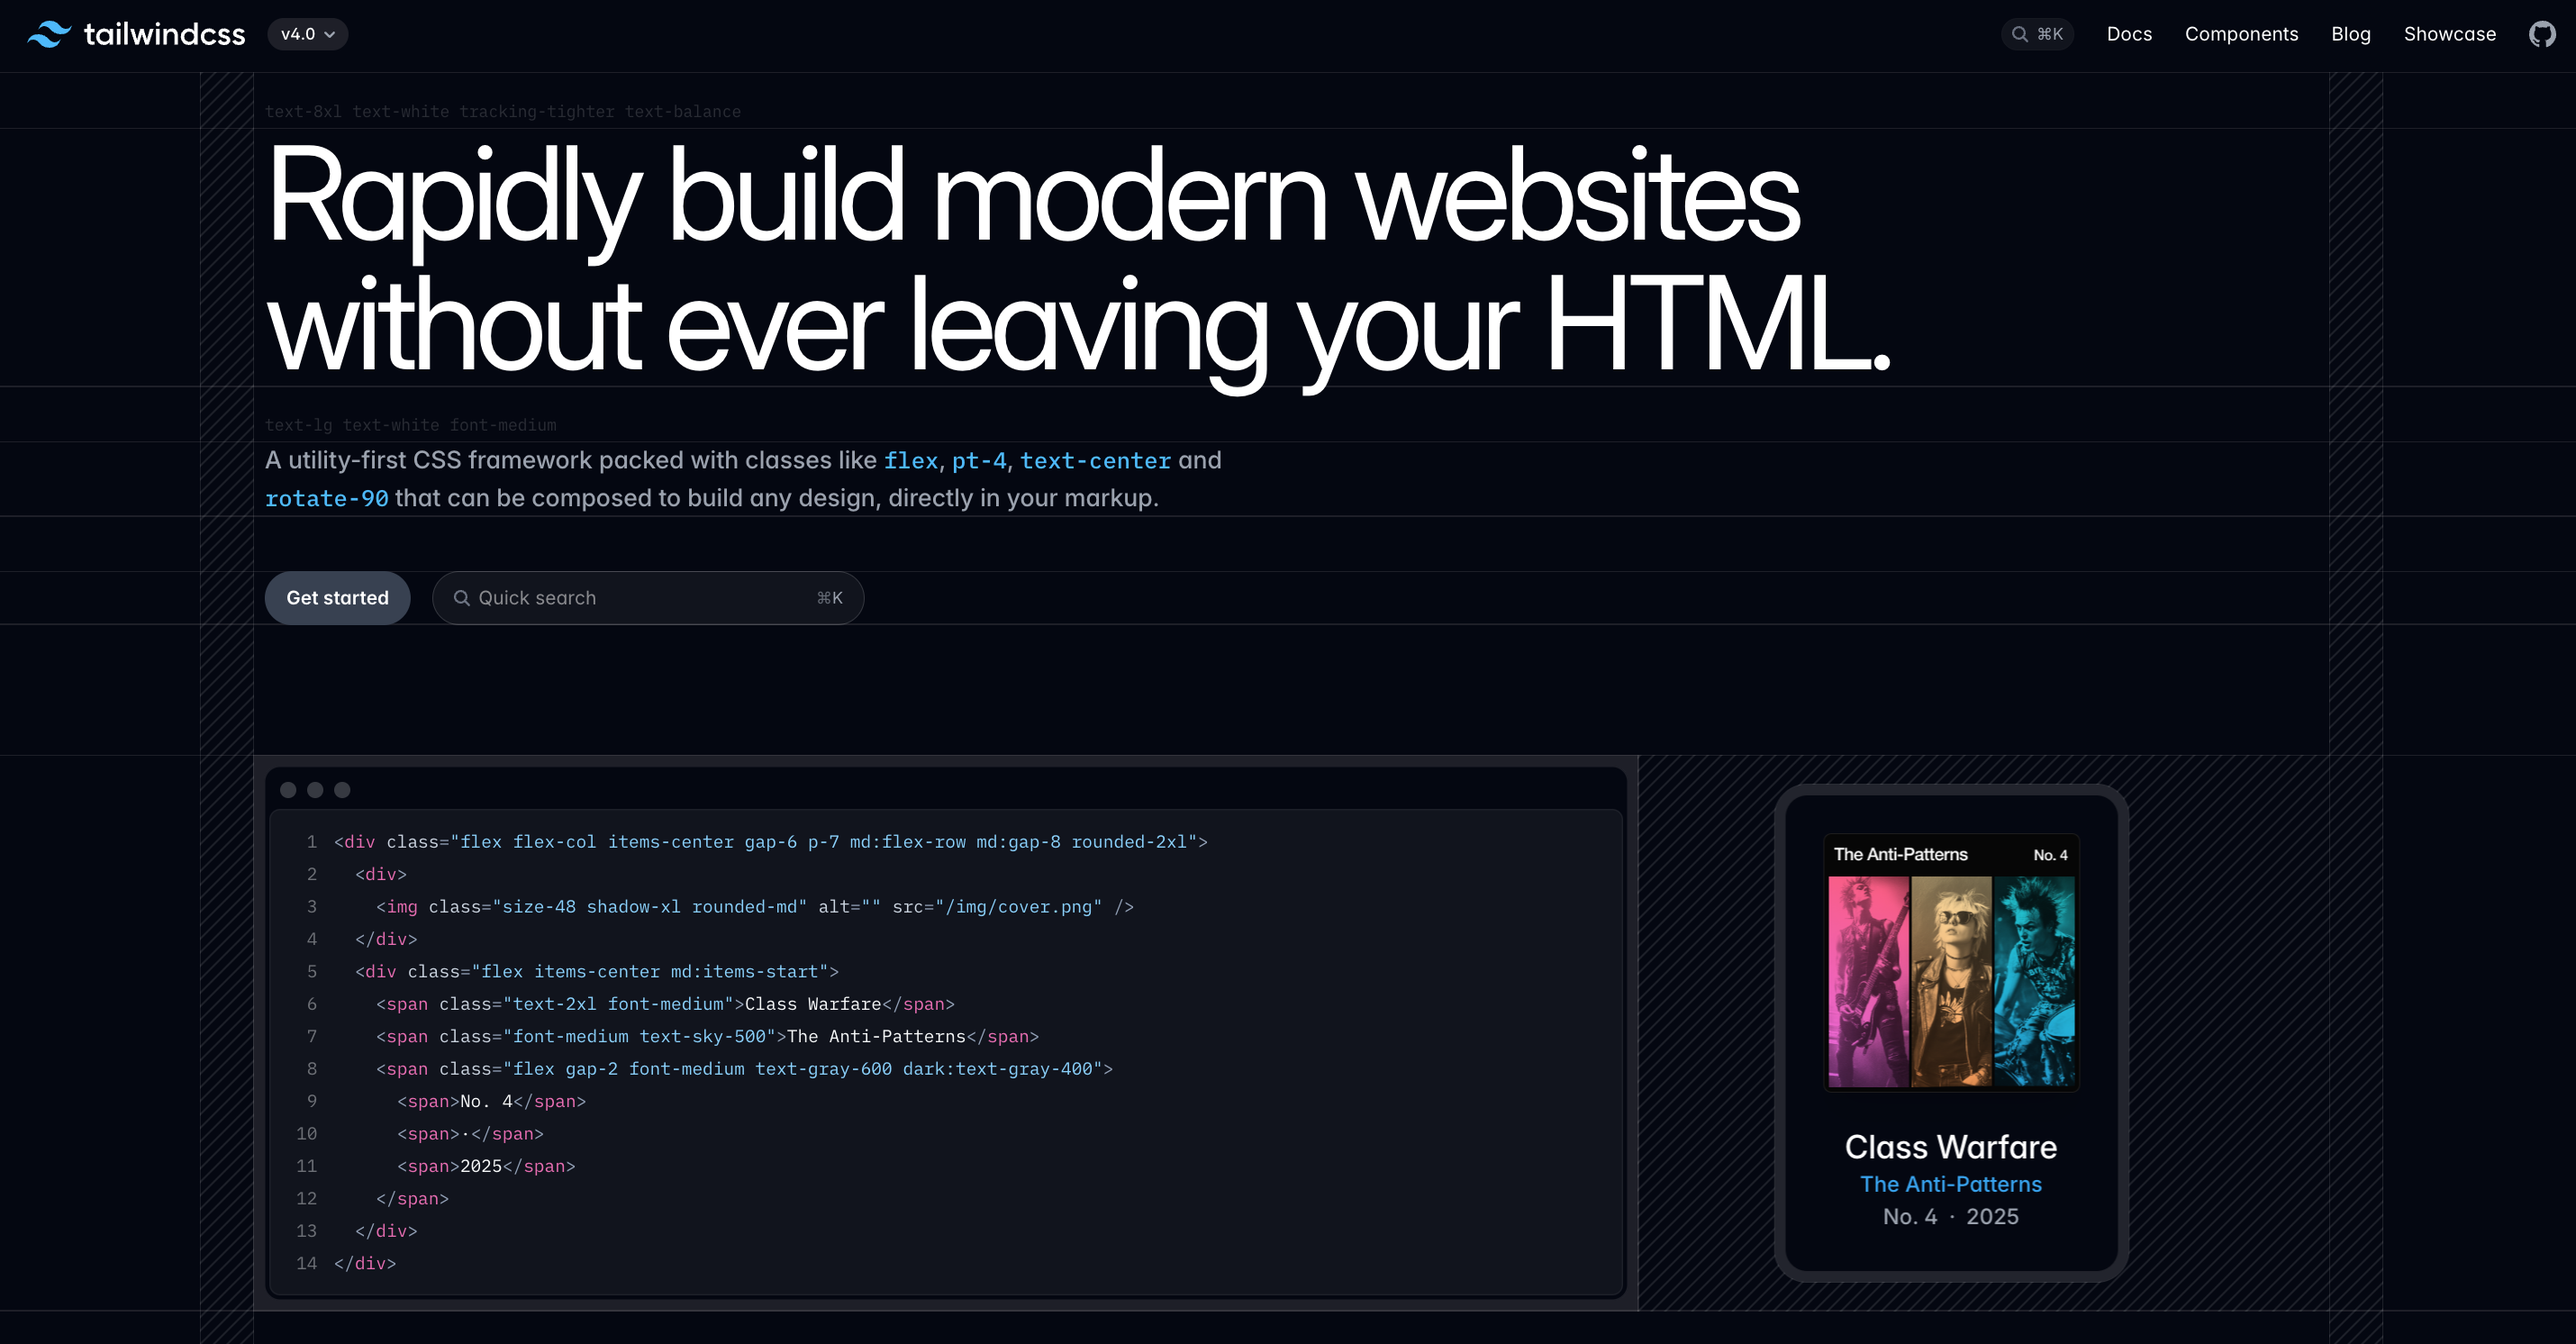 tailwindcss v4.0 ⌘K Docs Components Blog Showcase
text-8xl text-white tracking-tighter text-balance
Rapidly build modern websites
without ever leaving your HTML.
text-lg text-white font-medium
A utility-first CSS framework packed with classes like flex, pt-4, text-center and
rotate-90 that can be composed to build any design, directly in your markup.
Get started Quick search ⌘K
1 <div class="flex flex-col items-center gap-6 p-7 md:flex-row md:gap-8 rounded-2xl">
2 <div>
3 <img class="size-48 shadow-xl rounded-md" alt="" src="/img/cover.png" />
4 </div>
5 <div class="flex items-center md:items-start">
6 <span class="text-2xl font-medium">Class Warfare</span>
7 <span class="font-medium text-sky-500">The Anti-Patterns</span>
8 <span class="flex gap-2 font-medium text-gray-600 dark:text-gray-400">
9 <span>No. 4</span>
10 <span>·</span>
11 <span>2025</span>
12 </span>
13 </div>
14 </div>
The Anti-Patterns No. 4
Class Warfare
The Anti-Patterns
No. 4 · 2025